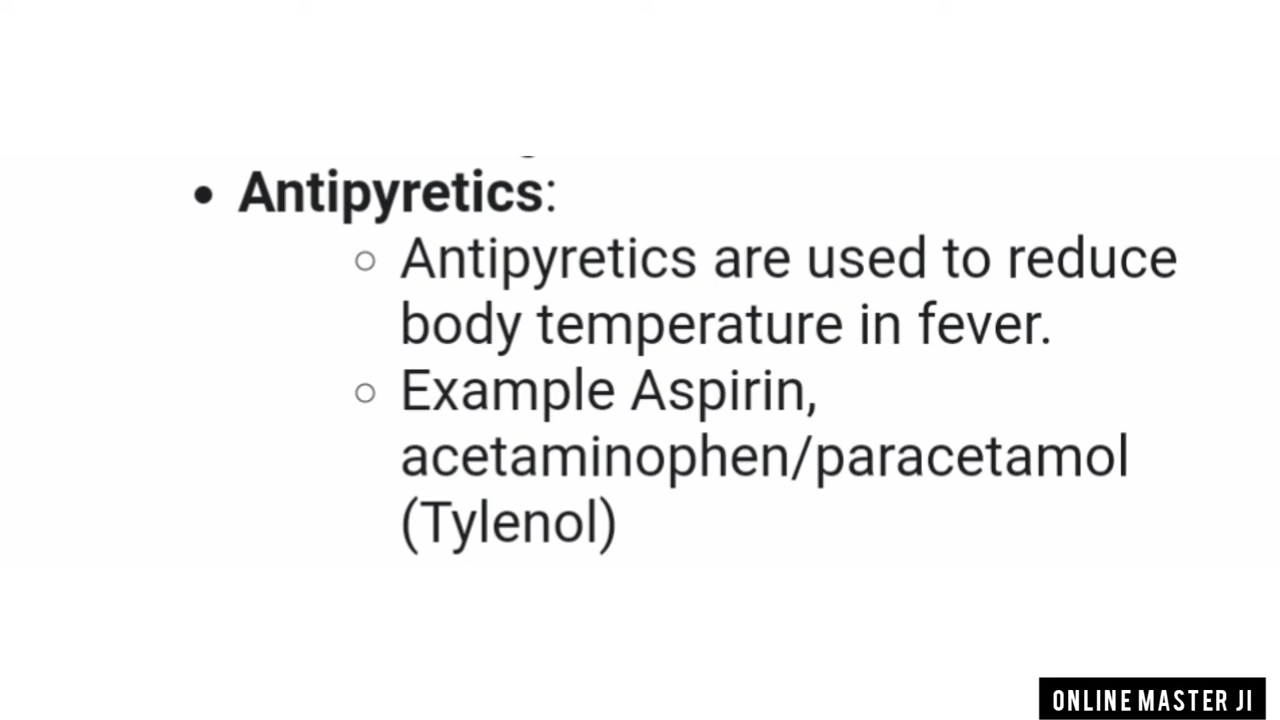 • Antipyretics:
○ Antipyretics are used to reduce
body temperature in fever.
○ Example Aspirin,
acetaminophen/paracetamol
(Tylenol)
ONLINE MASTER JI